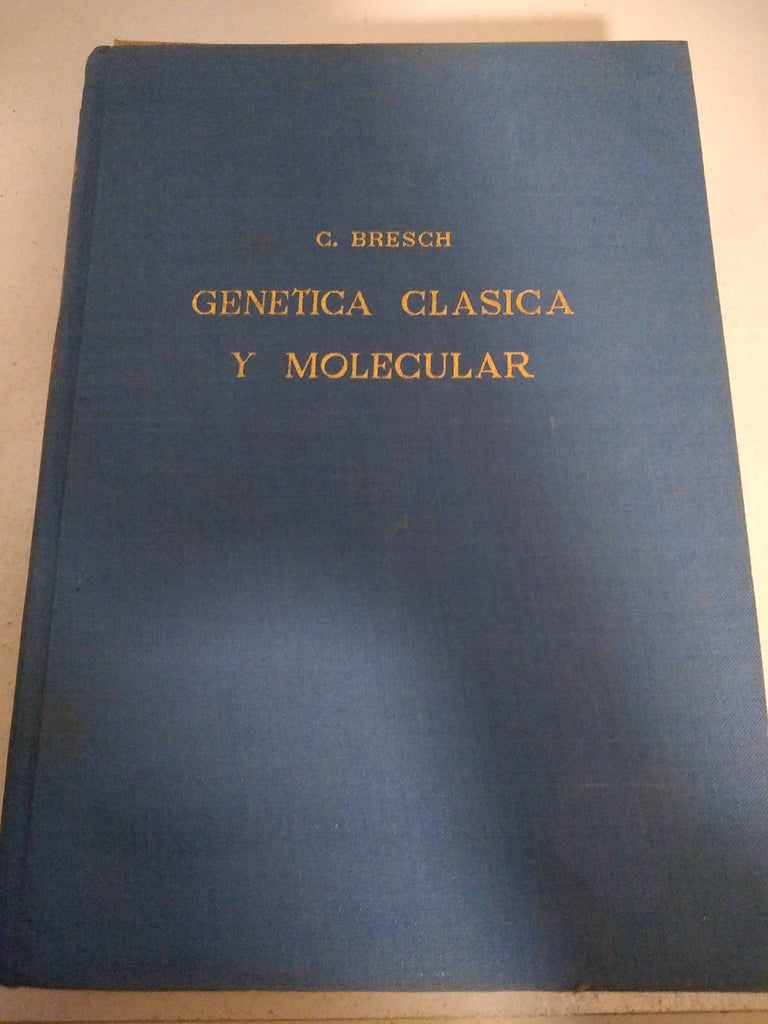 C. BRESCH
GENETICA CLASICA
Y MOLECULAR